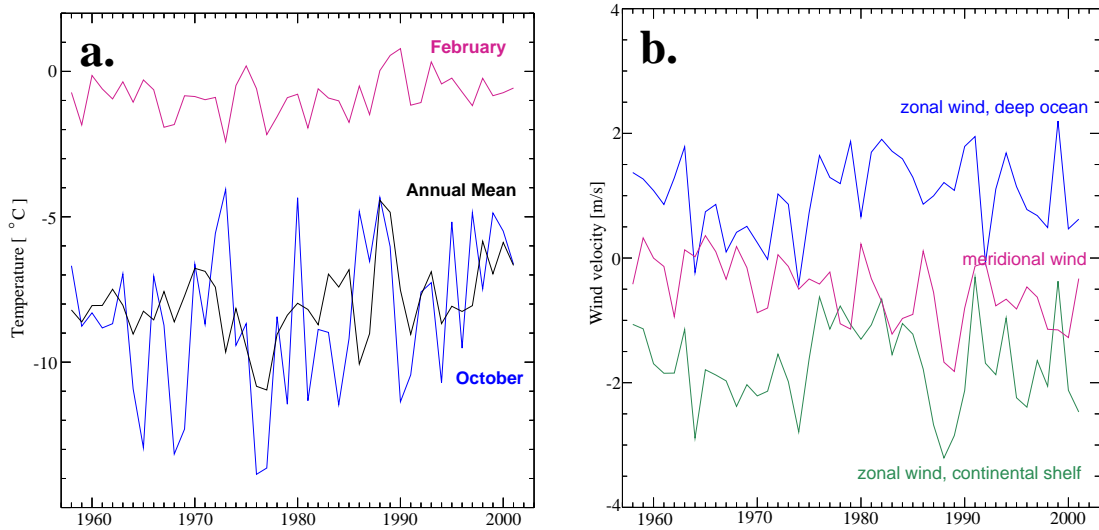 a.
February
Annual Mean
October
0
-5
-10
Temperature [ °C]
1960 1970 1980 1990 2000
b.
zonal wind, deep ocean
meridional wind
zonal wind, continental shelf
4
2
0
-2
-4
Wind velocity [m/s]
1960 1970 1980 1990 2000